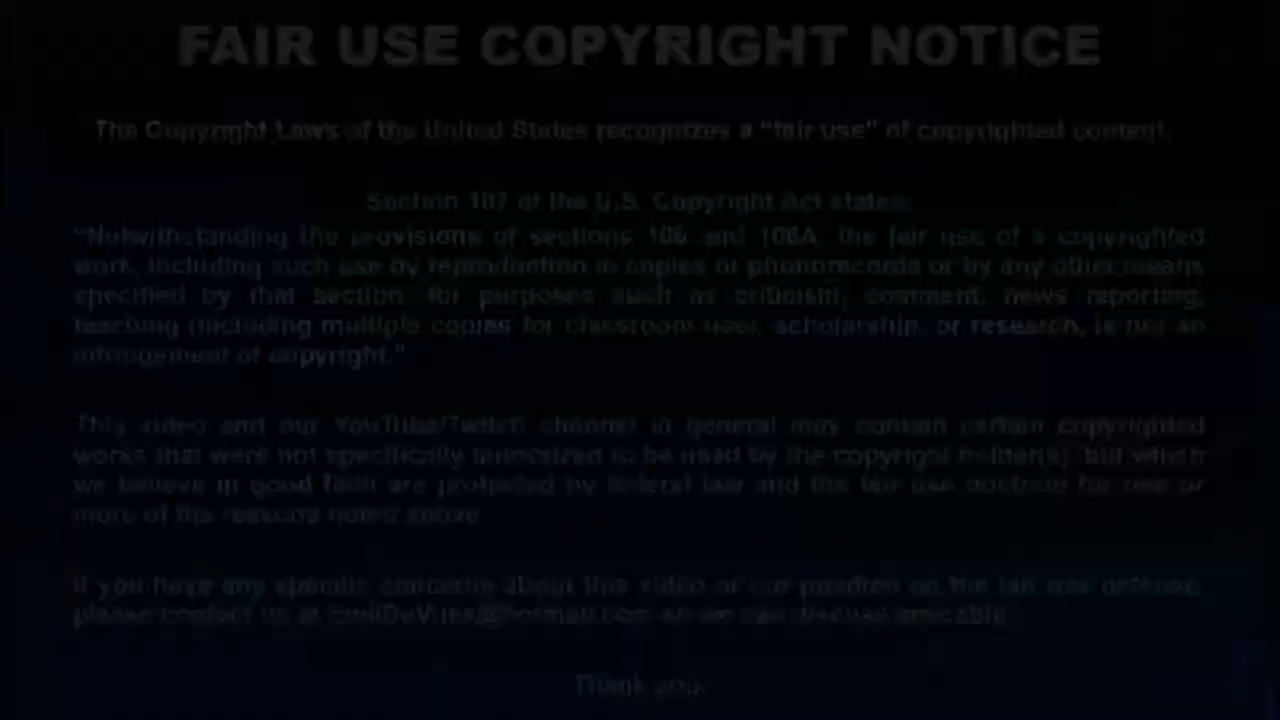 FAIR USE COPYRIGHT NOTICE
The Copyright Laws of the United States recognizes a “fair use” of copyrighted content.
Section 107 of the U.S. Copyright Act states:
“Notwithstanding the provisions of sections 106 and 106A, the fair use of a copyrighted
work, including such use by reproduction in copies or phonorecords or by any other means
specified by that section, for purposes such as criticism, comment, news reporting,
teaching (including multiple copies for classroom use), scholarship, or research, is not an
infringement of copyright.”
This video and our YouTube/Twitch channel in general may contain certain copyrighted
works that were not specifically authorized to be used by the copyright holder(s), but which
we believe in good faith are protected by federal law and the fair use doctrine for one or
more of the reasons noted above.
If you have any specific concerns about this video or our position on the fair use defense,
please contact us at so we can discuss amicably.
Thank you.